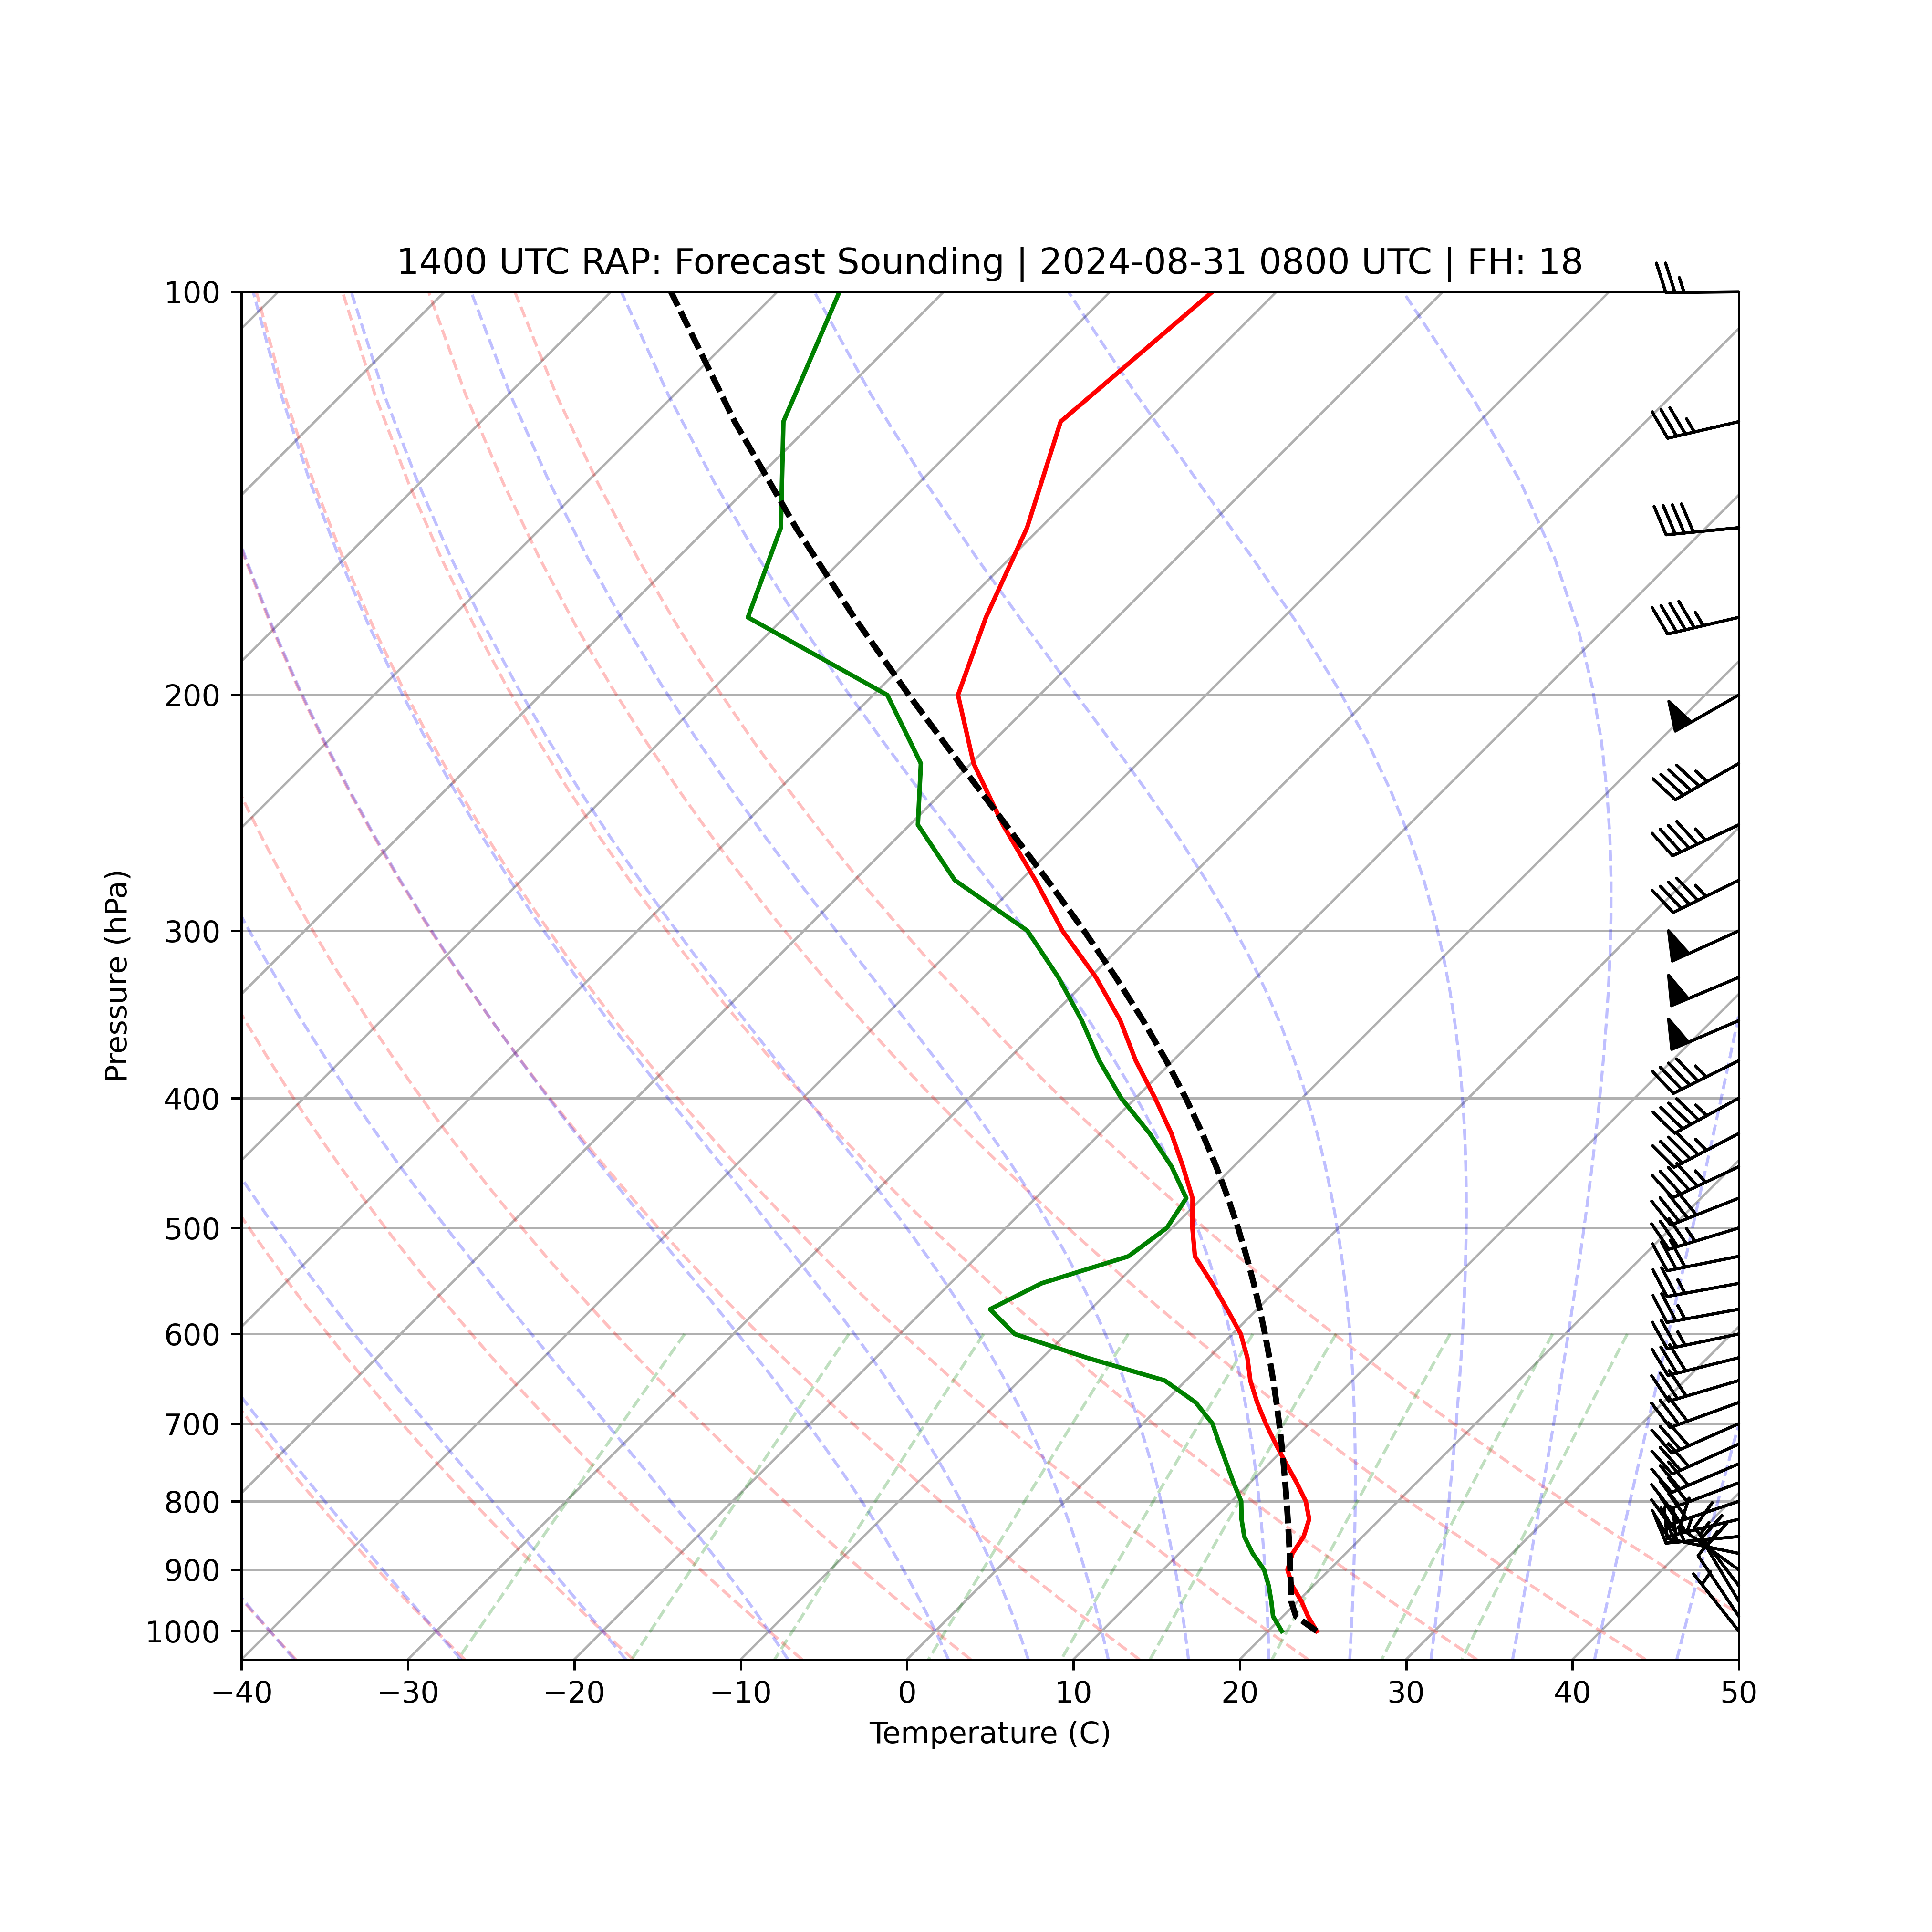 1400 UTC RAP: Forecast Sounding | 2024-08-31 0800 UTC | FH: 18
100
200
300
400
500
600
700
800
900
1000
Pressure (hPa)
−40 −30 −20 −10 0 10 20 30 40 50
Temperature (C)